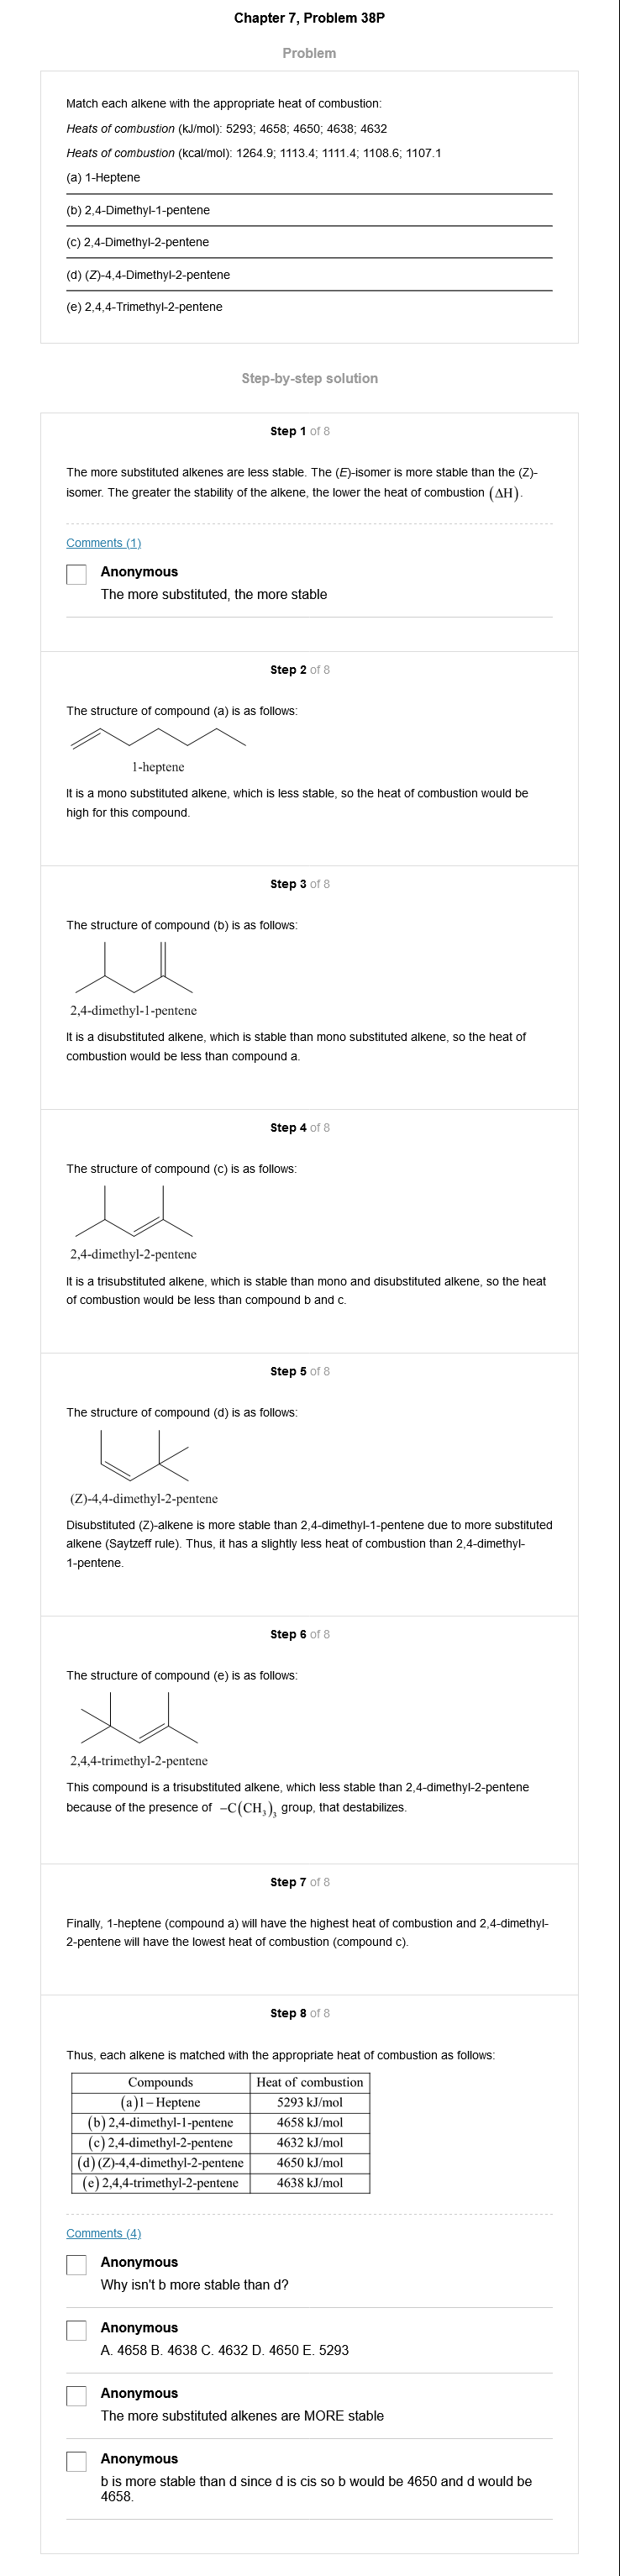 Chapter 7, Problem 38P
Problem
Match each alkene with the appropriate heat of combustion:
Heats of combustion (kJ/mol): 5293; 4658; 4650; 4638; 4632
Heats of combustion (kcal/mol): 1264.9; 1113.4; 1111.4; 1108.6; 1107.1
(a) 1-Heptene
(b) 2,4-Dimethyl-1-pentene
(c) 2,4-Dimethyl-2-pentene
(d) (Z)-4,4-Dimethyl-2-pentene
(e) 2,4,4-Trimethyl-2-pentene
Step-by-step solution
Step 1 of 8
The more substituted alkenes are less stable. The (E)-isomer is more stable than the (Z)-
isomer. The greater the stability of the alkene, the lower the heat of combustion (ΔH).
Comments (1)
Anonymous
The more substituted, the more stable
Step 2 of 8
The structure of compound (a) is as follows:
1-heptene
It is a mono substituted alkene, which is less stable, so the heat of combustion would be
high for this compound.
Step 3 of 8
The structure of compound (b) is as follows:
2,4-dimethyl-1-pentene
It is a disubstituted alkene, which is stable than mono substituted alkene, so the heat of
combustion would be less than compound a.
Step 4 of 8
The structure of compound (c) is as follows:
2,4-dimethyl-2-pentene
It is a trisubstituted alkene, which is stable than mono and disubstituted alkene, so the heat
of combustion would be less than compound b and c.
Step 5 of 8
The structure of compound (d) is as follows:
(Z)-4,4-dimethyl-2-pentene
Disubstituted (Z)-alkene is more stable than 2,4-dimethyl-1-pentene due to more substituted
alkene (Saytzeff rule). Thus, it has a slightly less heat of combustion than 2,4-dimethyl-
1-pentene.
Step 6 of 8
The structure of compound (e) is as follows:
2,4,4-trimethyl-2-pentene
This compound is a trisubstituted alkene, which less stable than 2,4-dimethyl-2-pentene
because of the presence of –C(CH₃)₃ group, that destabilizes.
Step 7 of 8
Finally, 1-heptene (compound a) will have the highest heat of combustion and 2,4-dimethyl-
2-pentene will have the lowest heat of combustion (compound c).
Step 8 of 8
Thus, each alkene is matched with the appropriate heat of combustion as follows:
Compounds Heat of combustion
(a)1–Heptene 5293 kJ/mol
(b) 2,4-dimethyl-1-pentene 4658 kJ/mol
(c) 2,4-dimethyl-2-pentene 4632 kJ/mol
(d) (Z)-4,4-dimethyl-2-pentene 4650 kJ/mol
(e) 2,4,4-trimethyl-2-pentene 4638 kJ/mol
Comments (4)
Anonymous
Why isn't b more stable than d?
Anonymous
A. 4658 B. 4638 C. 4632 D. 4650 E. 5293
Anonymous
The more substituted alkenes are MORE stable
Anonymous
b is more stable than d since d is cis so b would be 4650 and d would be
4658.